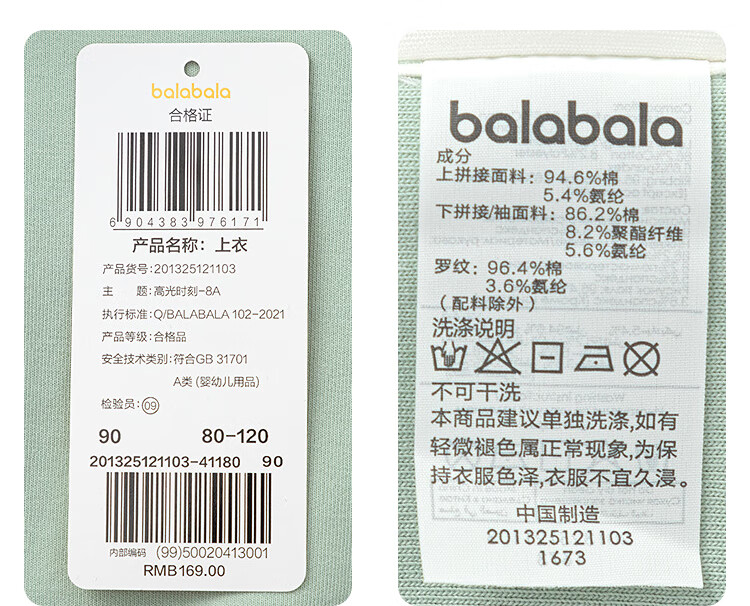 balabala
合格证
6 904383 976171
产品名称：上衣
产品货号:201325121103
主　　题:高光时刻-8A
执行标准:Q/BALABALA 102-2021
产品等级:合格品
安全技术类别:符合GB 31701
A类 (婴幼儿用品)
检验员:09
90 80-120
201325121103-41180 90
内部编码 (99)50020413001
RMB169.00
balabala
成分
上拼接面料：94.6%棉
5.4%氨纶
下拼接/袖面料：86.2%棉
8.2%聚酯纤维
5.6%氨纶
罗纹：96.4%棉
3.6%氨纶
（配料除外）
洗涤说明
不可干洗
本商品建议单独洗涤,如有
轻微褪色属正常现象,为保
持衣服色泽,衣服不宜久浸。
中国制造
201325121103
1673